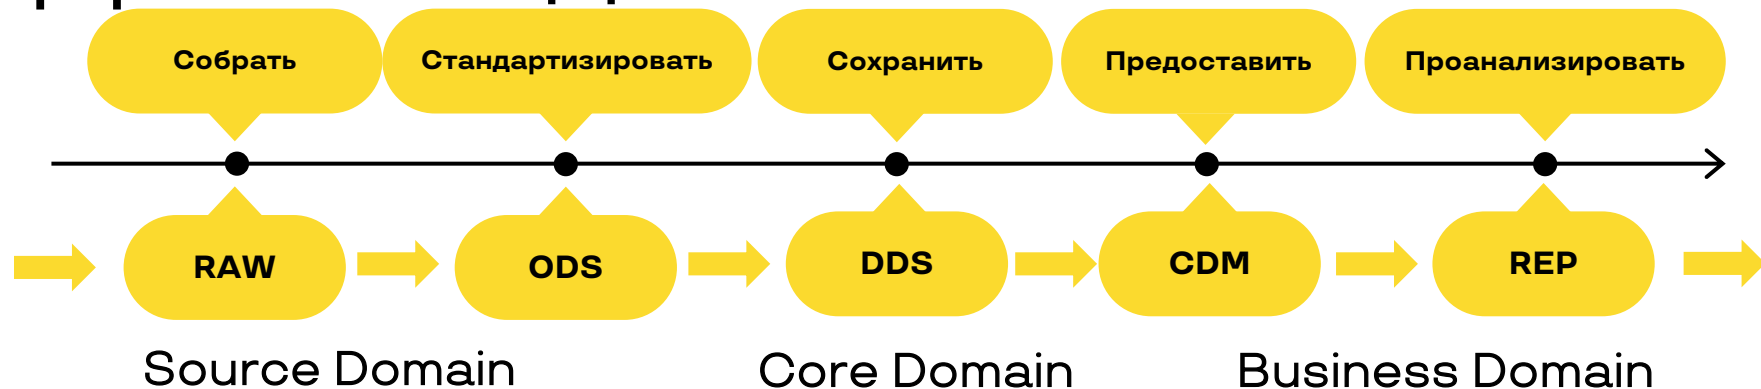 Собрать
Стандартизировать
Сохранить
Предоставить
Проанализировать
RAW
ODS
DDS
CDM
REP
Source Domain
Core Domain
Business Domain